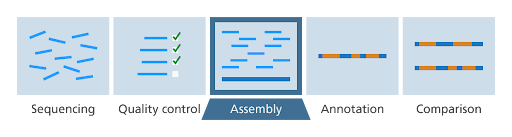 Sequencing
Quality control
Assembly
Annotation
Comparison